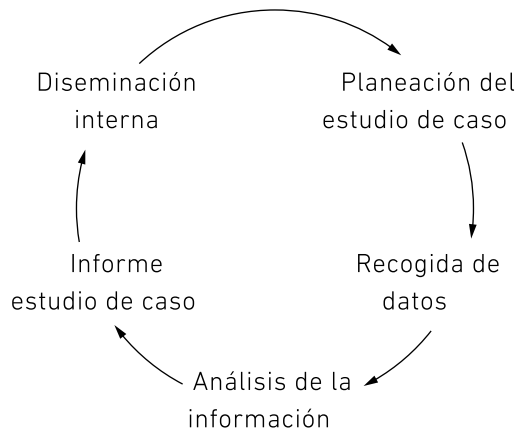 Diseminación
interna
Planeación del
estudio de caso
Recogida de
datos
Análisis de la
información
Informe
estudio de caso